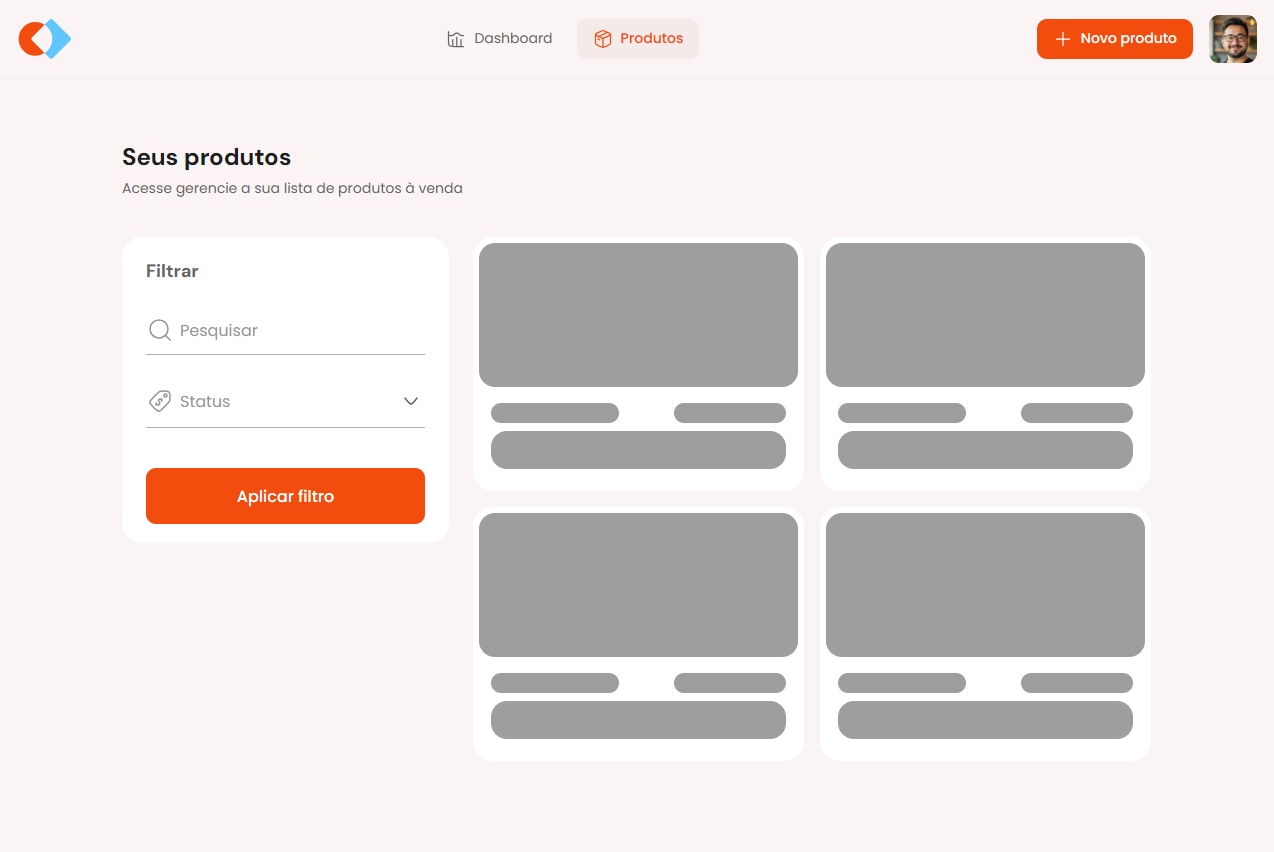 Dashboard
Produtos
Novo produto
Seus produtos
Acesse gerencie a sua lista de produtos à venda
Filtrar
Pesquisar
Status
Aplicar filtro